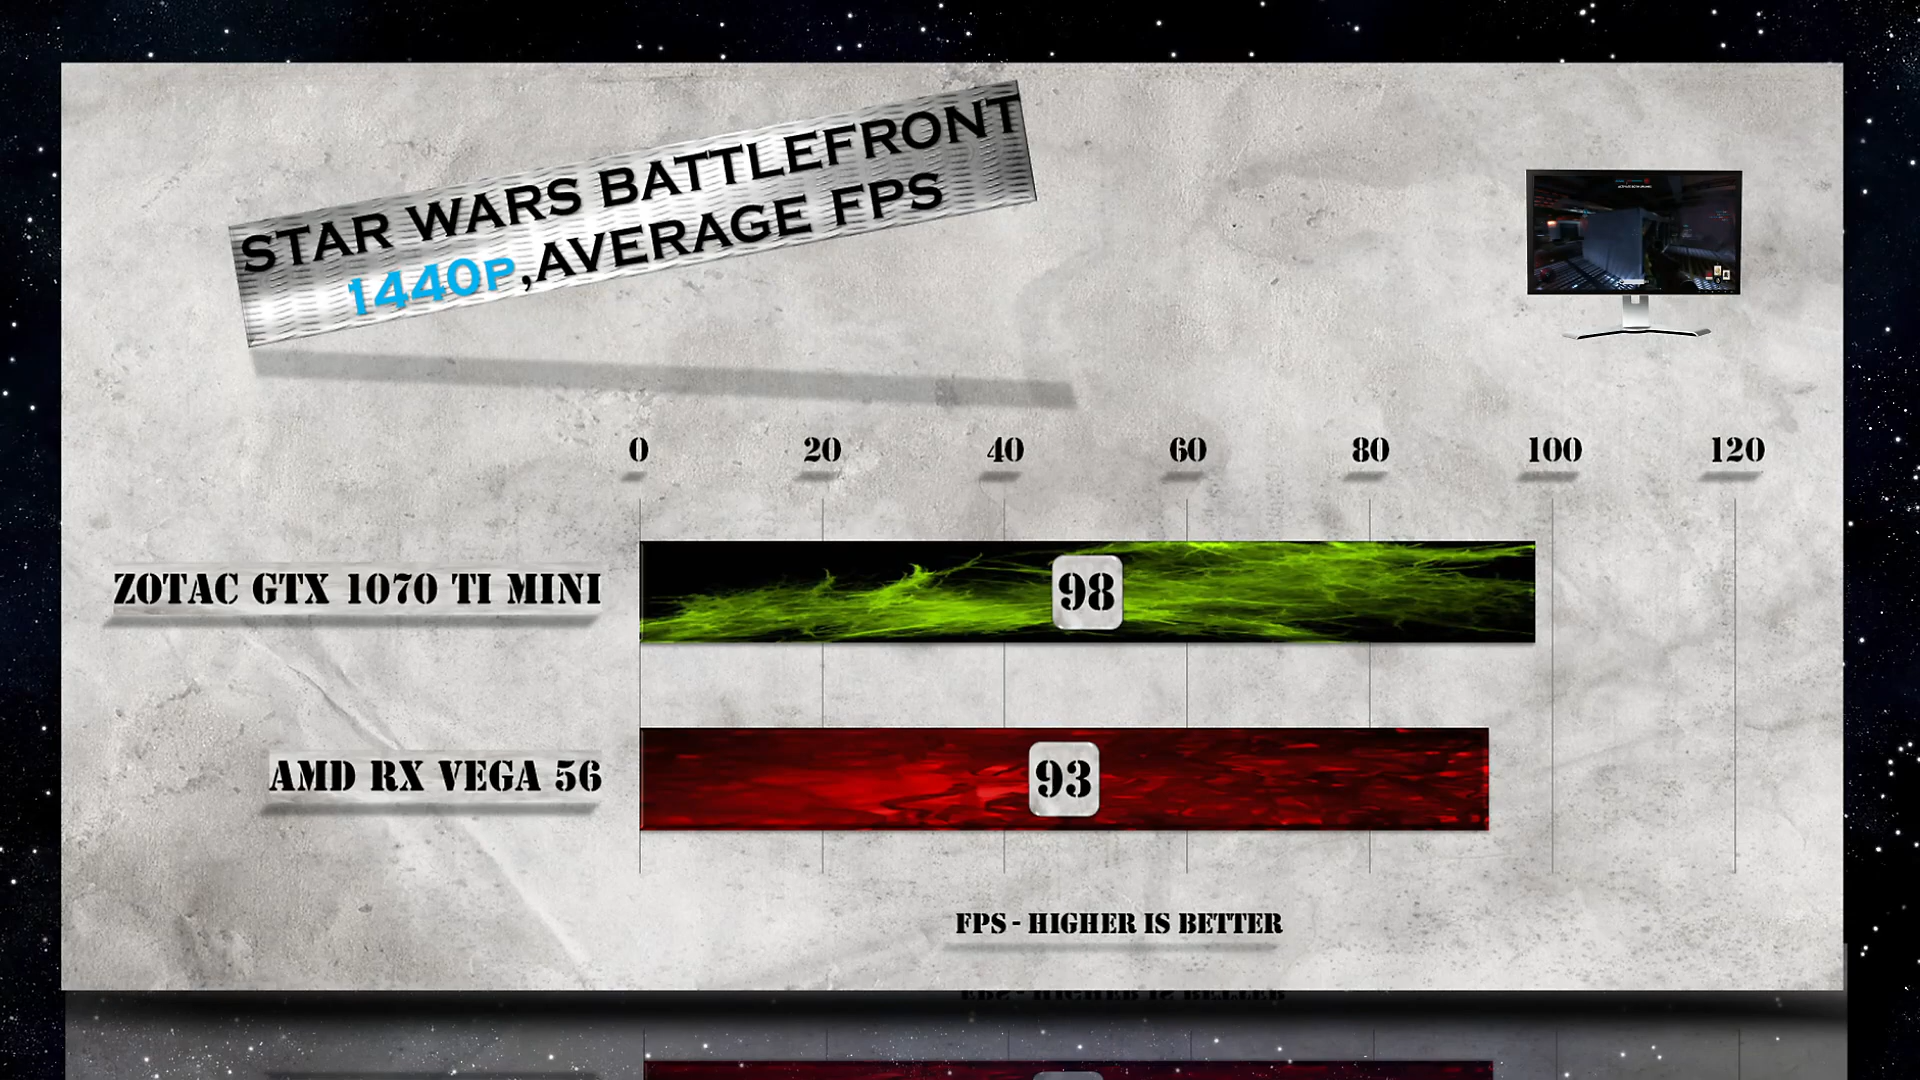 STAR WARS BATTLEFRONT
1440P,AVERAGE FPS
0 20 40 60 80 100 120
ZOTAC GTX 1070 TI MINI
98
AMD RX VEGA 56
93
FPS - HIGHER IS BETTER